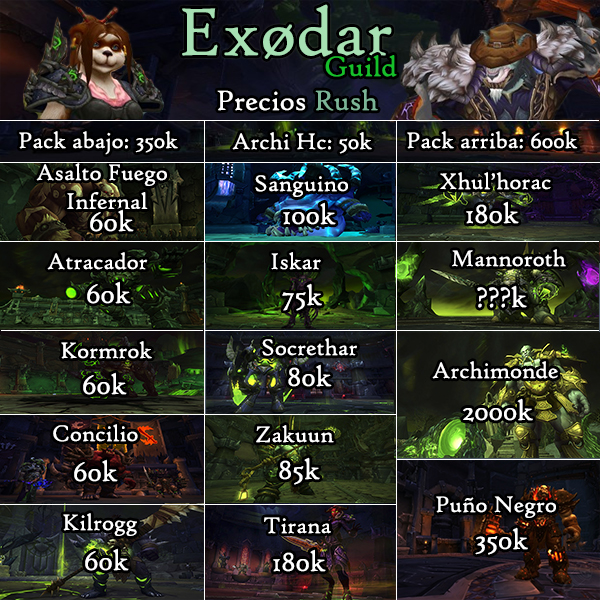 Exødar
Guild
Precios Rush
Pack abajo: 350k
Archi Hc: 50k
Pack arriba: 600k
Asalto Fuego
Infernal
60k
Sanguino
100k
Xhul'horac
180k
Atracador
60k
Iskar
75k
Mannoroth
???k
Kormrok
60k
Socrethar
80k
Archimonde
2000k
Concilio
60k
Zakuun
85k
Puño Negro
350k
Kilrogg
60k
Tirana
180k